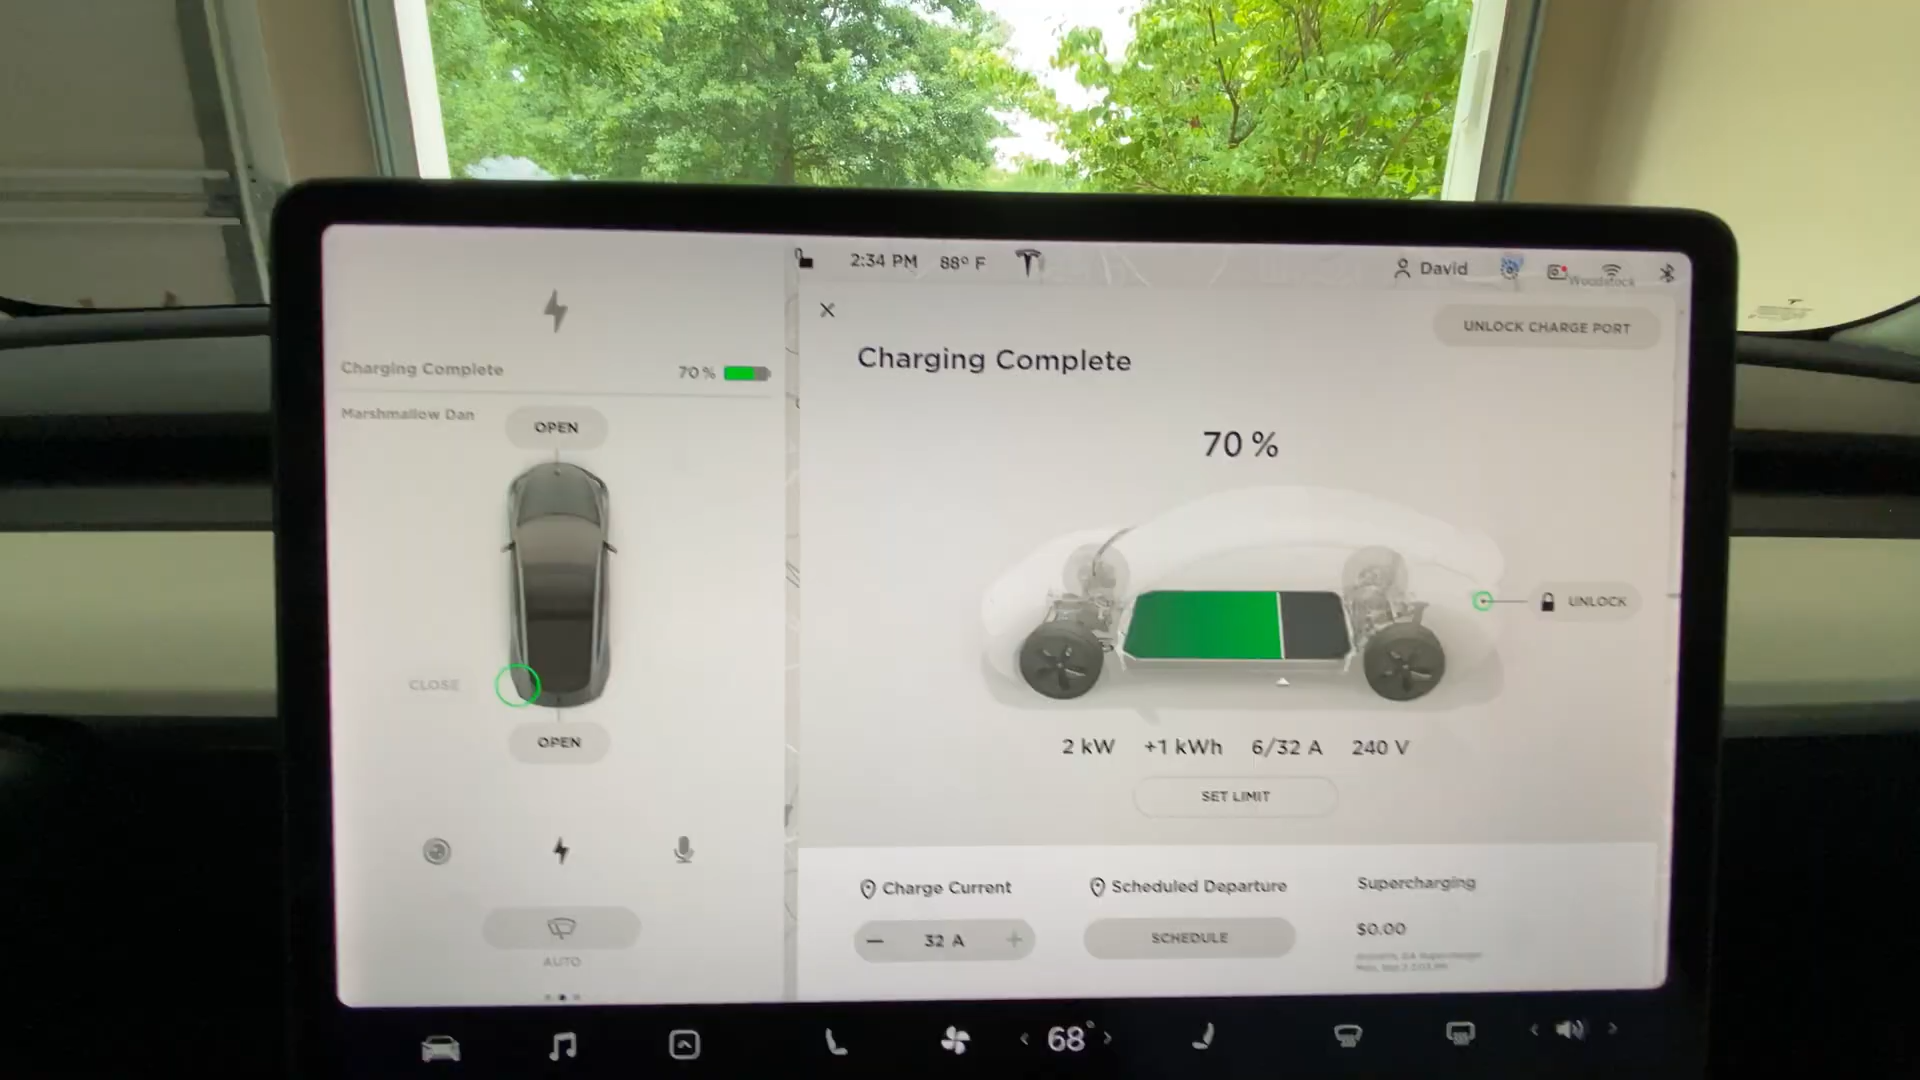 2:34 PM 88° F
David
Woodstock
UNLOCK CHARGE PORT
Charging Complete 70%
Marshmallow Dan
OPEN
CLOSE
OPEN
AUTO
Charging Complete
70 %
UNLOCK
2 kW +1 kWh 6/32 A 240 V
SET LIMIT
Charge Current
32 A
Scheduled Departure
SCHEDULE
Supercharging
$0.00
68°